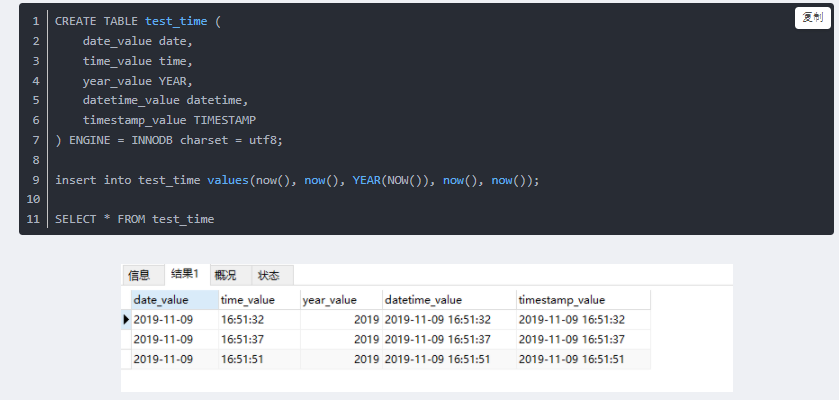 复制
1 CREATE TABLE test_time (
2 date_value date,
3 time_value time,
4 year_value YEAR,
5 datetime_value datetime,
6 timestamp_value TIMESTAMP
7 ) ENGINE = INNODB charset = utf8;
8
9 insert into test_time values(now(), now(), YEAR(NOW()), now(), now());
10
11 SELECT * FROM test_time
信息 结果1 概况 状态
date_value time_value year_value datetime_value timestamp_value
2019-11-09 16:51:32 2019 2019-11-09 16:51:32 2019-11-09 16:51:32
2019-11-09 16:51:37 2019 2019-11-09 16:51:37 2019-11-09 16:51:37
2019-11-09 16:51:51 2019 2019-11-09 16:51:51 2019-11-09 16:51:51